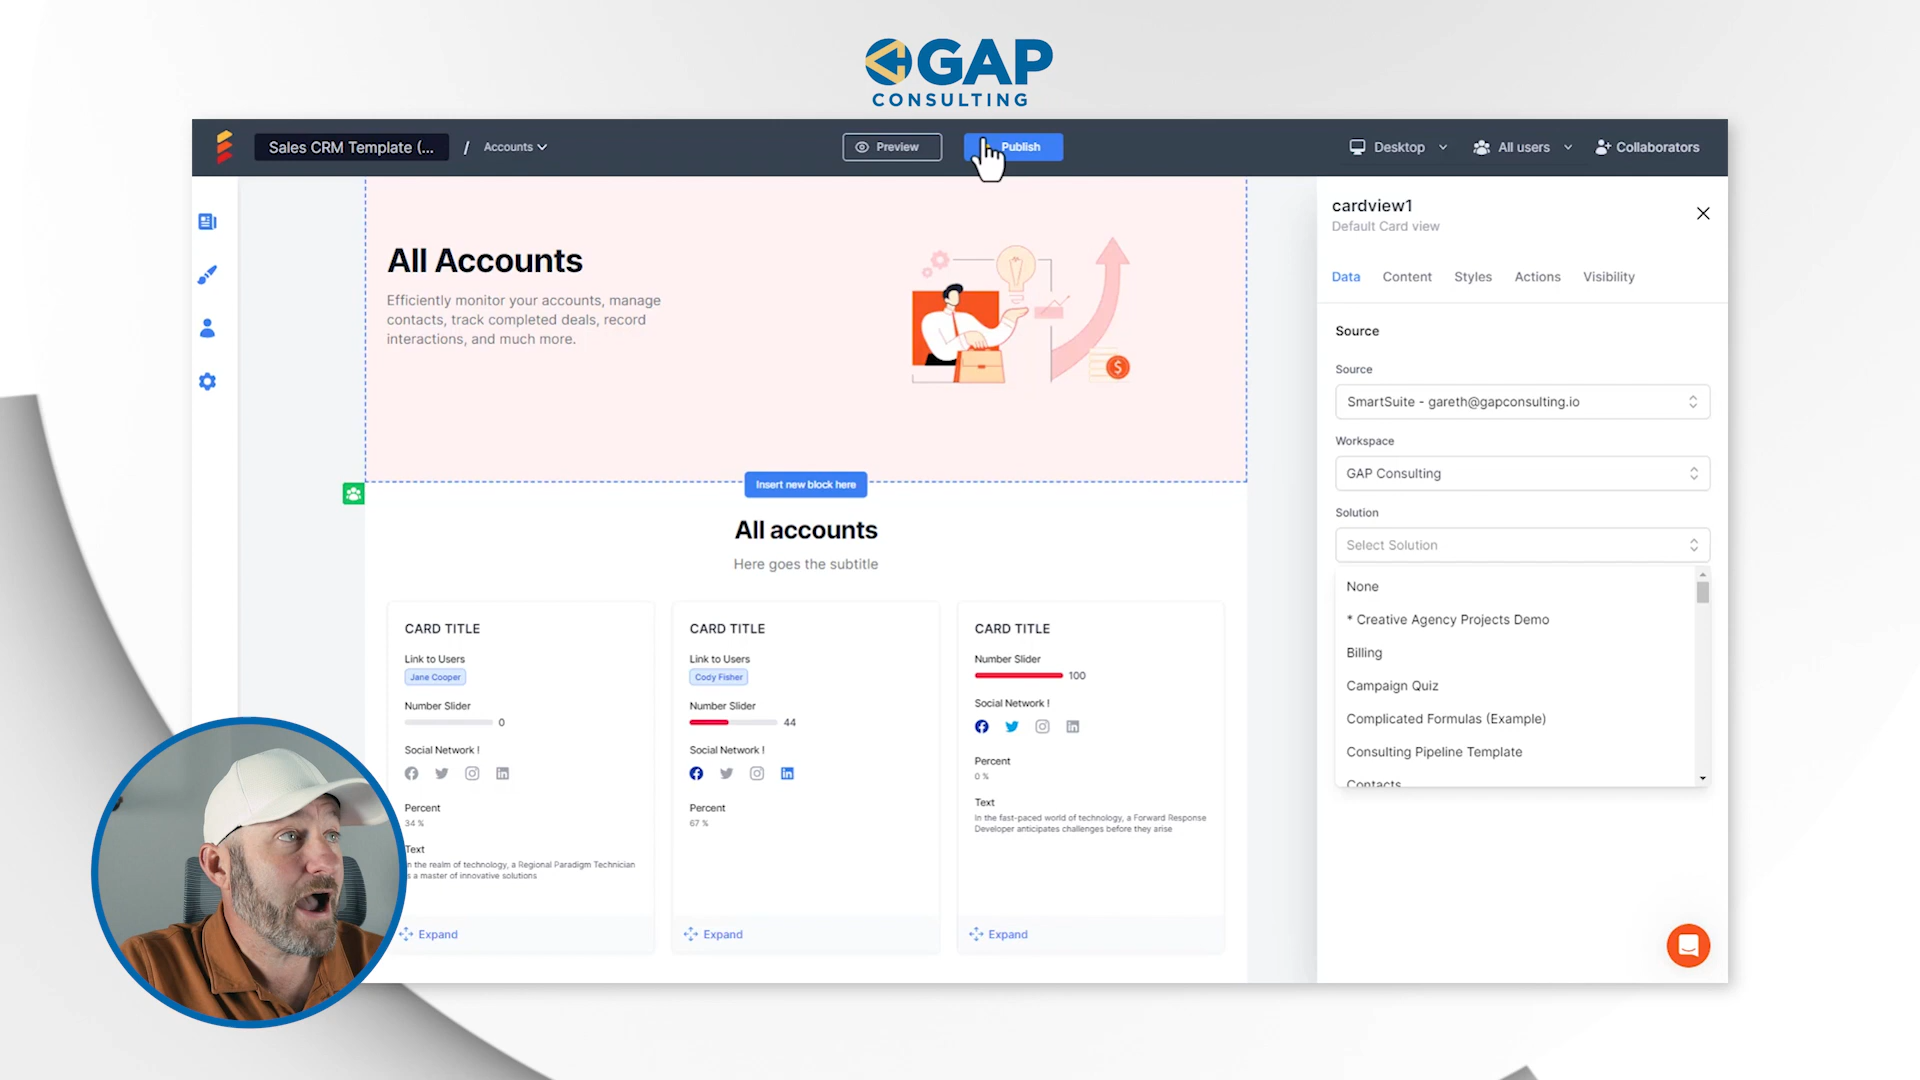 GAP
CONSULTING
Sales CRM Template (...
/
Accounts
Preview
Publish
Desktop
All users
Collaborators
All Accounts
Efficiently monitor your accounts, manage
contacts, track completed deals, record
interactions, and much more.
$
Insert new block here
All accounts
Here goes the subtitle
CARD TITLE
Link to Users
Jane Cooper
Number Slider
0
Social Network !
Percent
34 %
Text
n the realm of technology, a Regional Paradigm Technician
s a master of innovative solutions
Expand
CARD TITLE
Link to Users
Cody Fisher
Number Slider
44
Social Network !
Percent
67 %
Expand
CARD TITLE
Number Slider
100
Social Network !
Percent
0 %
Text
In the fast-paced world of technology, a Forward Response
Developer anticipates challenges before they arise
Expand
cardview1
Default Card view
Data
Content
Styles
Actions
Visibility
Source
Source
SmartSuite - gareth@gapconsulting.io
Workspace
GAP Consulting
Solution
Select Solution
None
* Creative Agency Projects Demo
Billing
Campaign Quiz
Complicated Formulas (Example)
Consulting Pipeline Template
Contacts